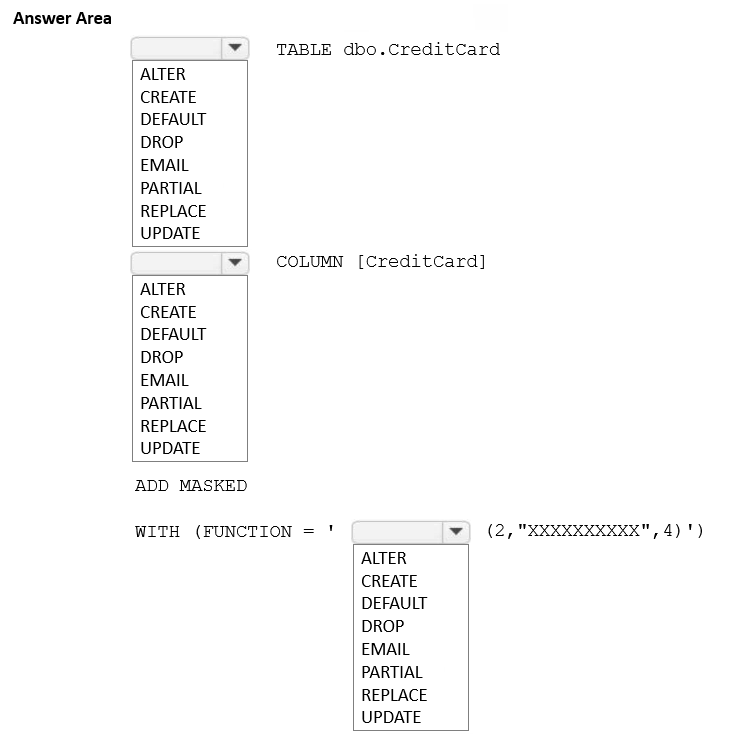 Answer Area
TABLE dbo.CreditCard
ALTER
CREATE
DEFAULT
DROP
EMAIL
PARTIAL
REPLACE
UPDATE
COLUMN [CreditCard]
ALTER
CREATE
DEFAULT
DROP
EMAIL
PARTIAL
REPLACE
UPDATE
ADD MASKED
WITH (FUNCTION = ' (2,"XXXXXXXXXX",4)')
ALTER
CREATE
DEFAULT
DROP
EMAIL
PARTIAL
REPLACE
UPDATE